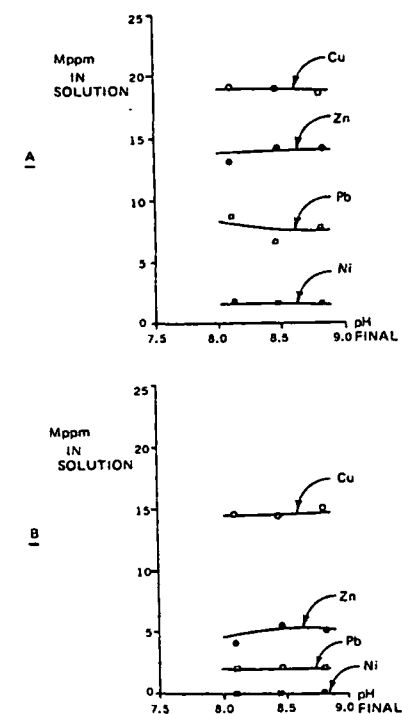 A
Mppm
IN
SOLUTION
25
20
15
10
5
0
7.5 8.0 8.5 9.0
pH
FINAL
Cu
Zn
Pb
Ni
B
Mppm
IN
SOLUTION
25
20
15
10
5
0
7.5 8.0 8.5 9.0
pH
FINAL
Cu
Zn
Pb
Ni